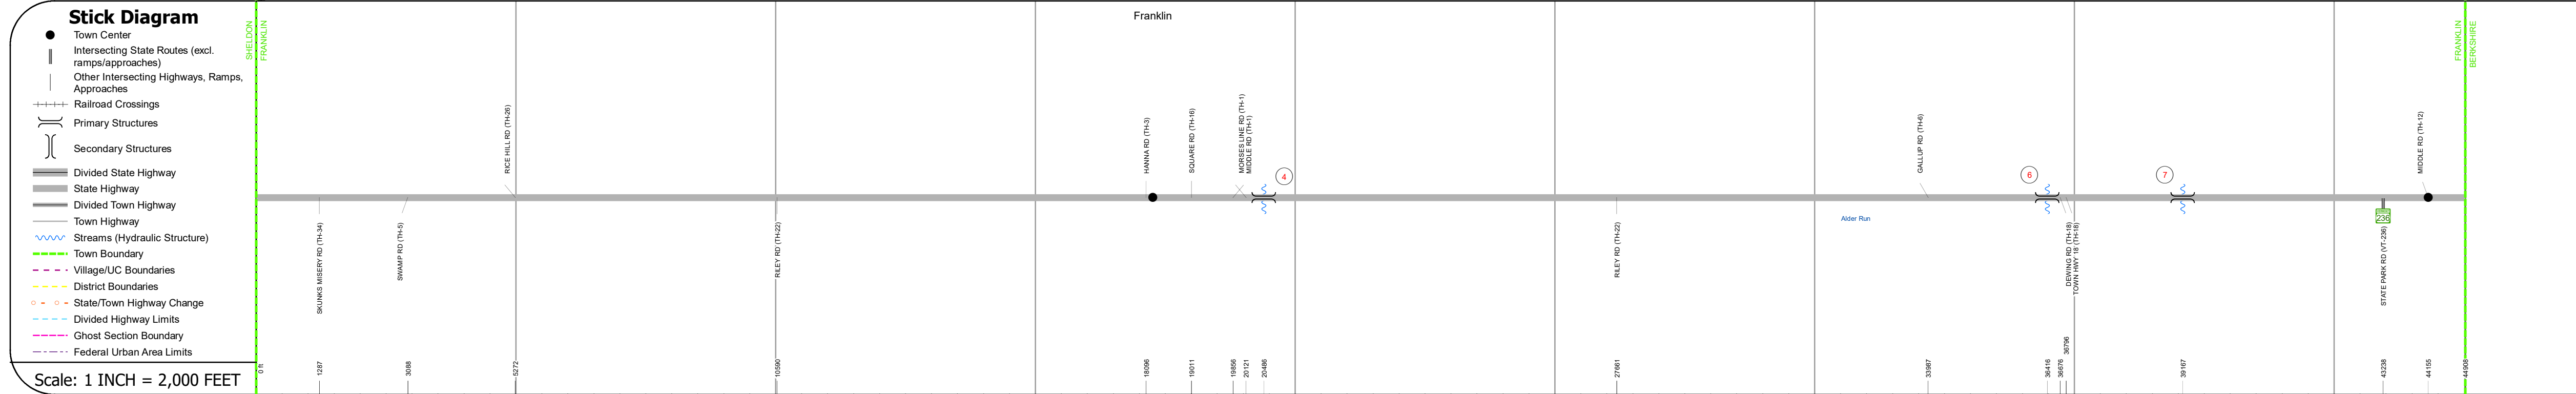 Stick Diagram
Town Center
Intersecting State Routes (excl.
ramps/approaches)
Other Intersecting Highways, Ramps,
Approaches
Railroad Crossings
Primary Structures
Secondary Structures
Divided State Highway
State Highway
Divided Town Highway
Town Highway
Streams (Hydraulic Structure)
Town Boundary
Village/UC Boundaries
District Boundaries
State/Town Highway Change
Divided Highway Limits
Ghost Section Boundary
Federal Urban Area Limits
Scale: 1 INCH = 2,000 FEET
SHELDON
FRANKLIN
Franklin
FRANKLIN
BERKSHIRE
RICE HILL RD (TH-26)
HANNA RD (TH-3)
SQUARE RD (TH-16)
MORSES LINE RD (TH-1)
MIDDLE RD (TH-1)
4
GALLUP RD (TH-6)
6
7
MIDDLE RD (TH-12)
SKUNKS MISERY RD (TH-34)
SWAMP RD (TH-5)
RILEY RD (TH-22)
RILEY RD (TH-22)
Alder Run
DEWING RD (TH-18)
TOWN HWY 18 (TH-18)
236
STATE PARK RD (VT-236)
0 ft
1287
3088
5272
10590
18096
19011
19856
20121
20486
27661
33987
36416
36676
36796
39167
43238
44155
44908